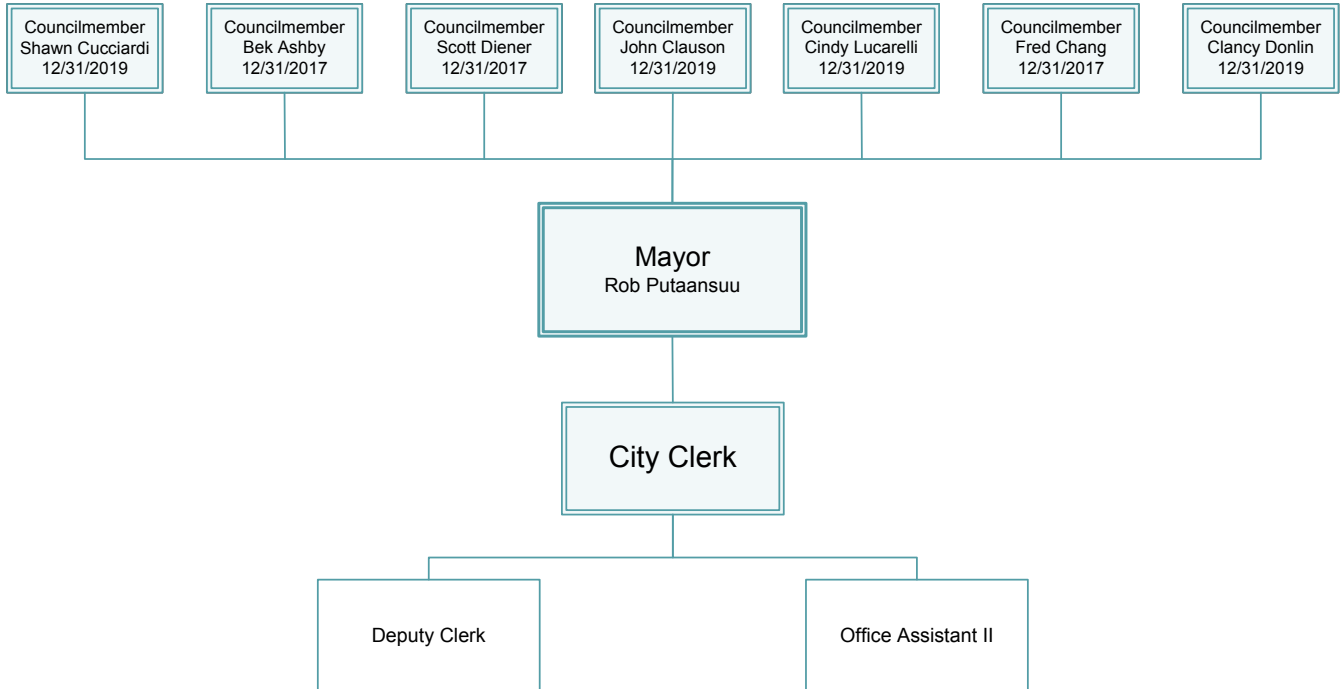 Councilmember
Shawn Cucciardi
12/31/2019
Councilmember
Bek Ashby
12/31/2017
Councilmember
Scott Diener
12/31/2017
Councilmember
John Clauson
12/31/2019
Councilmember
Cindy Lucarelli
12/31/2019
Councilmember
Fred Chang
12/31/2017
Councilmember
Clancy Donlin
12/31/2019
Mayor
Rob Putaansuu
City Clerk
Deputy Clerk
Office Assistant II